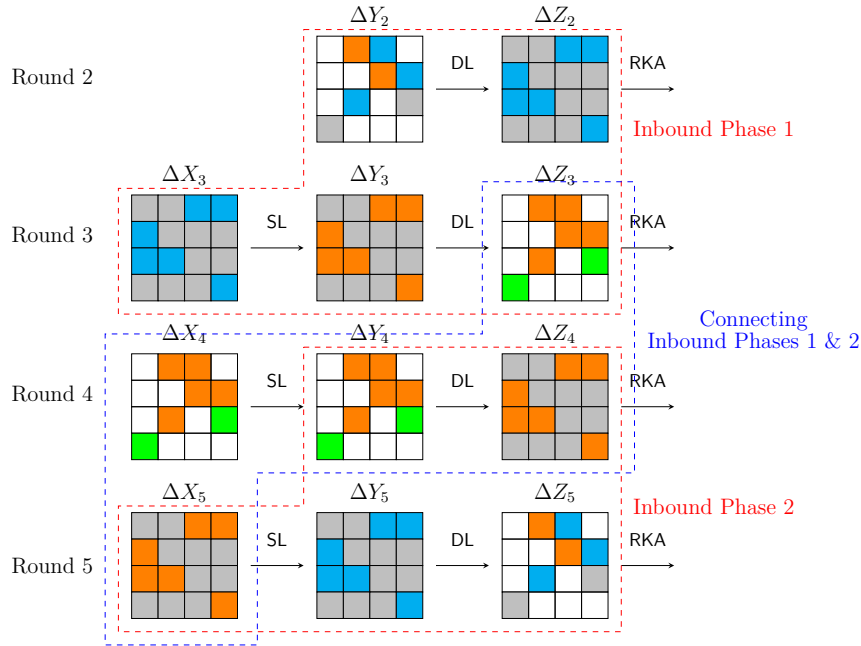 ΔY₂ ΔZ₂
Round 2 DL RKA
Inbound Phase 1
ΔX₃ ΔY₃ ΔZ₃
Round 3 SL DL RKA
Connecting
Inbound Phases 1 & 2
ΔX₄ ΔY₄ ΔZ₄
Round 4 SL DL RKA
ΔX₅ ΔY₅ ΔZ₅
Inbound Phase 2
Round 5 SL DL RKA